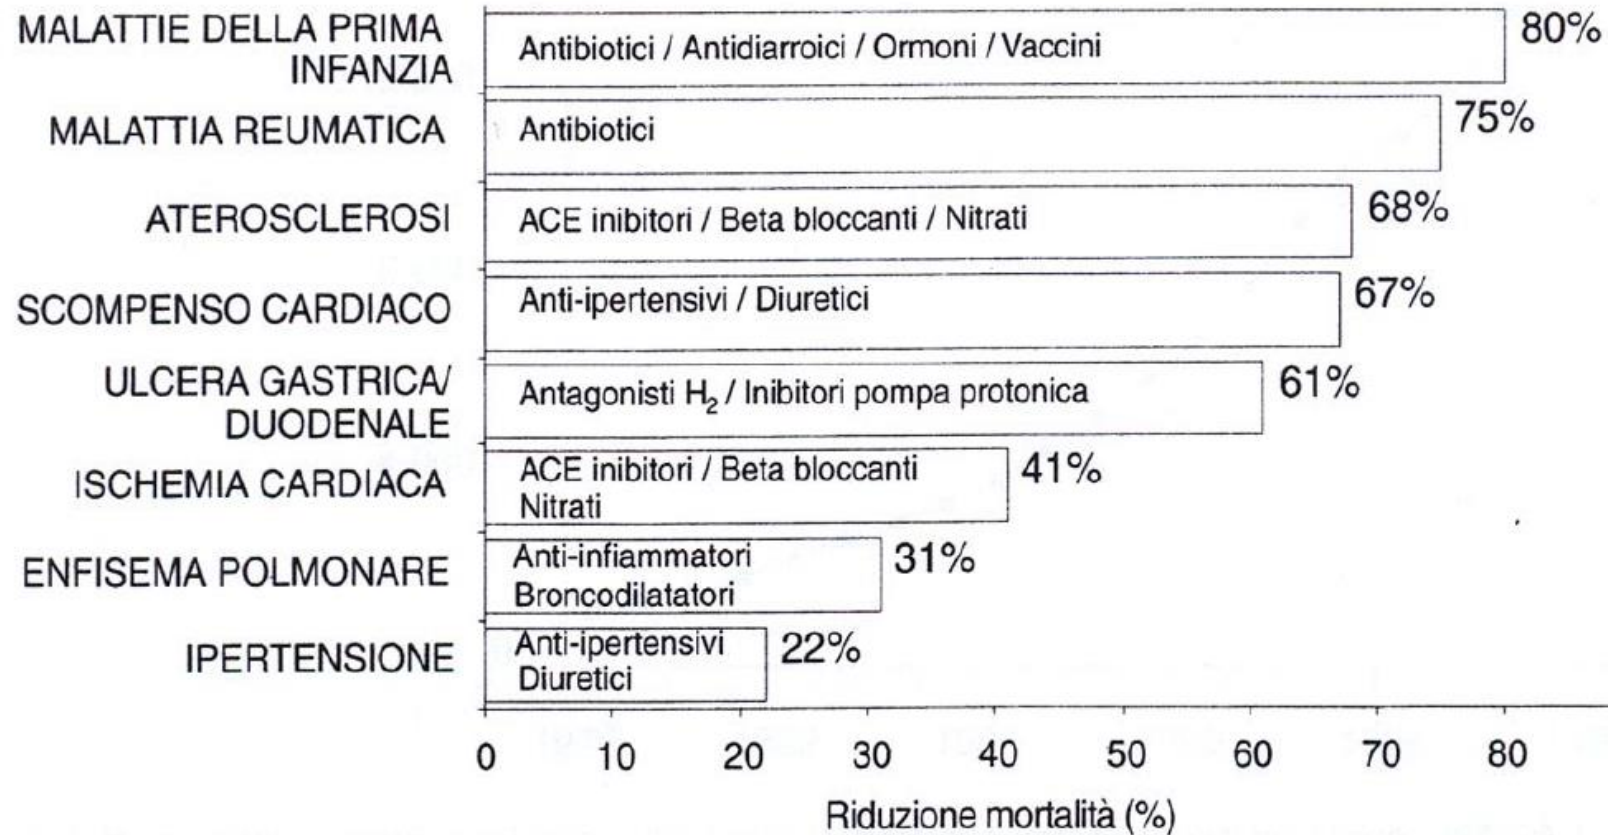 MALATTIE DELLA PRIMA
INFANZIA
Antibiotici / Antidiarroici / Ormoni / Vaccini
80%
MALATTIA REUMATICA
Antibiotici
75%
ATEROSCLEROSI
ACE inibitori / Beta bloccanti / Nitrati
68%
SCOMPENSO CARDIACO
Anti-ipertensivi / Diuretici
67%
ULCERA GASTRICA/
DUODENALE
Antagonisti H₂ / Inibitori pompa protonica
61%
ISCHEMIA CARDIACA
ACE inibitori / Beta bloccanti
Nitrati
41%
ENFISEMA POLMONARE
Anti-infiammatori
Broncodilatatori
31%
IPERTENSIONE
Anti-ipertensivi
Diuretici
22%
0 10 20 30 40 50 60 70 80
Riduzione mortalità (%)